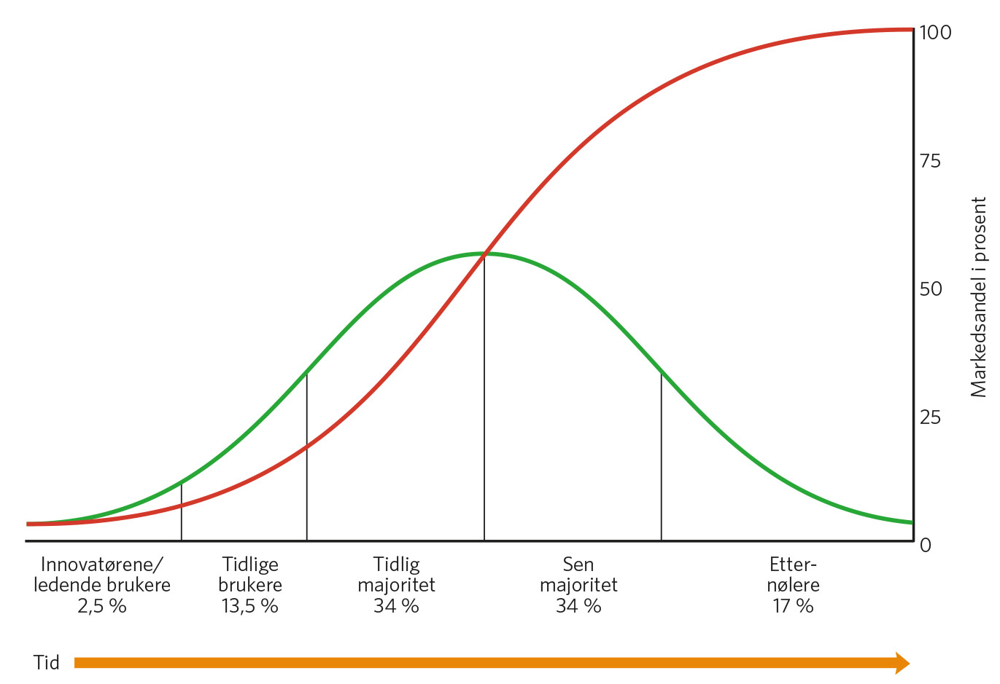 100
75
50
25
0
Markedsandel i prosent
Innovatørene/
ledende brukere
2,5 %
Tidlige
brukere
13,5 %
Tidlig
majoritet
34 %
Sen
majoritet
34 %
Etter-
nølere
17 %
Tid